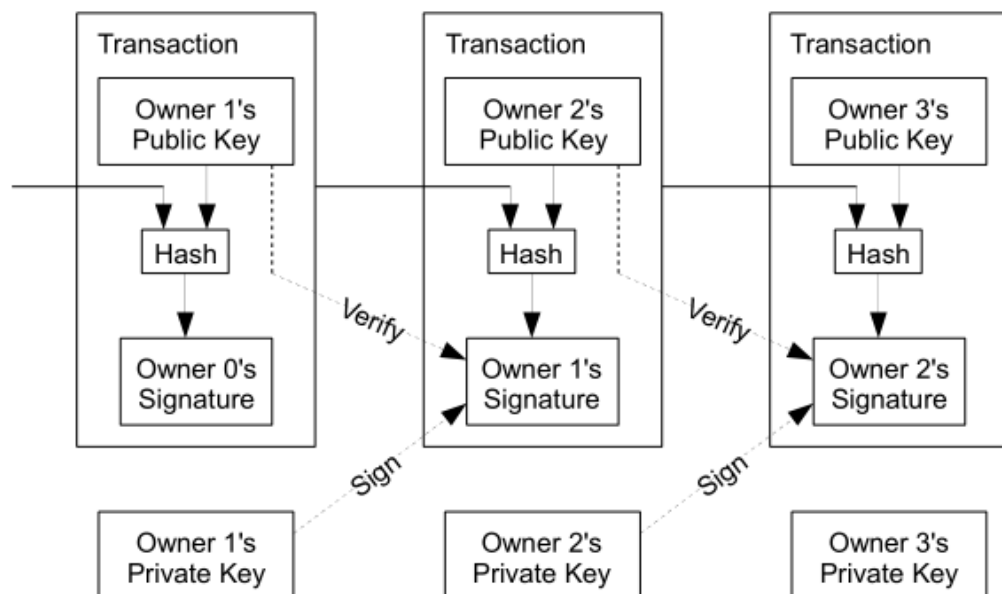 Transaction
Owner 1's
Public Key
Hash
Owner 0's
Signature
Transaction
Owner 2's
Public Key
Hash
Verify
Owner 1's
Signature
Transaction
Owner 3's
Public Key
Hash
Verify
Owner 2's
Signature
Sign
Sign
Owner 1's
Private Key
Owner 2's
Private Key
Owner 3's
Private Key